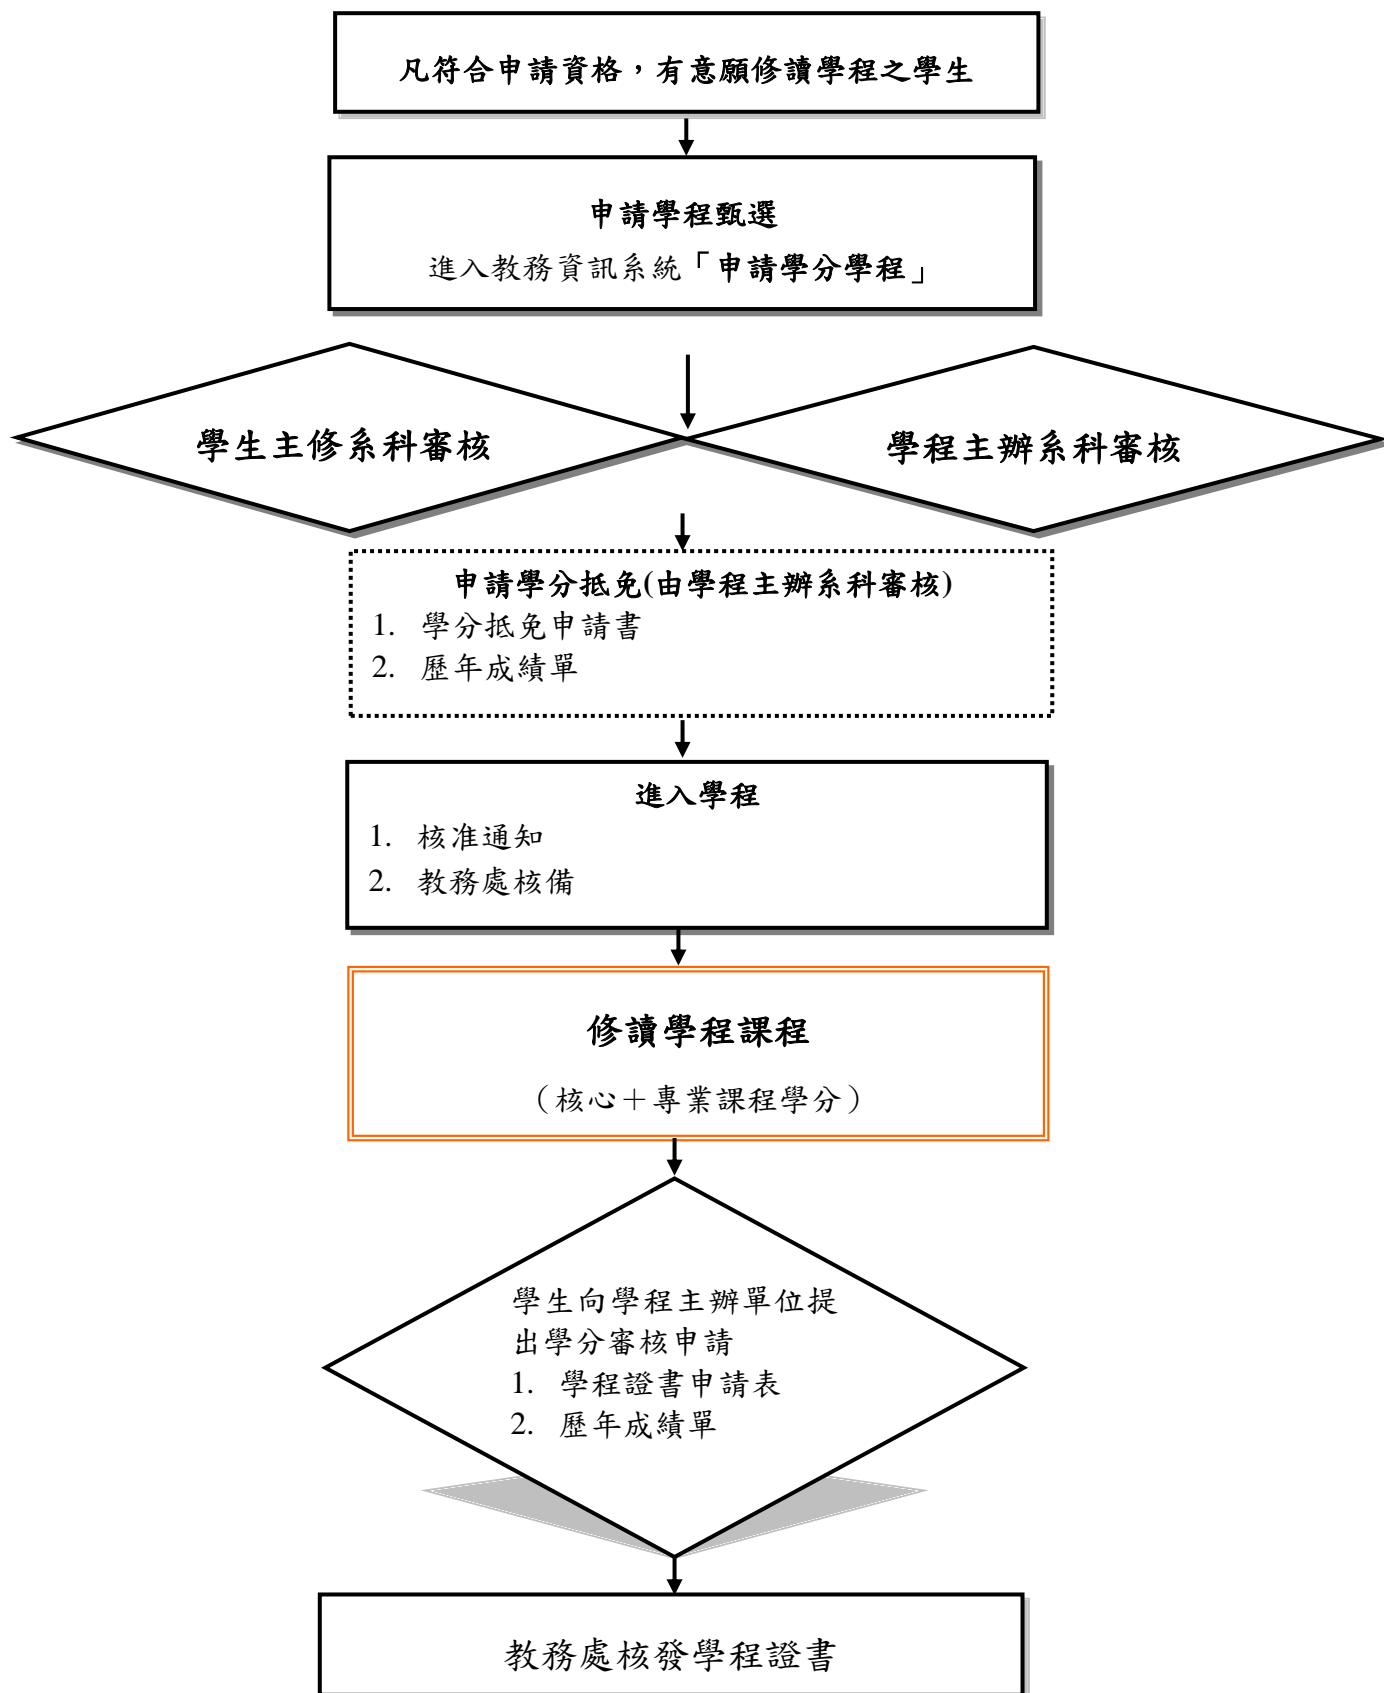 凡符合申請資格，有意願修讀學程之學生
申請學程甄選
進入教務資訊系統「申請學分學程」
學生主修系科審核
學程主辦系科審核
申請學分抵免(由學程主辦系科審核)
1. 學分抵免申請書
2. 歷年成績單
進入學程
1. 核准通知
2. 教務處核備
修讀學程課程
（核心＋專業課程學分）
學生向學程主辦單位提
出學分審核申請
1. 學程證書申請表
2. 歷年成績單
教務處核發學程證書